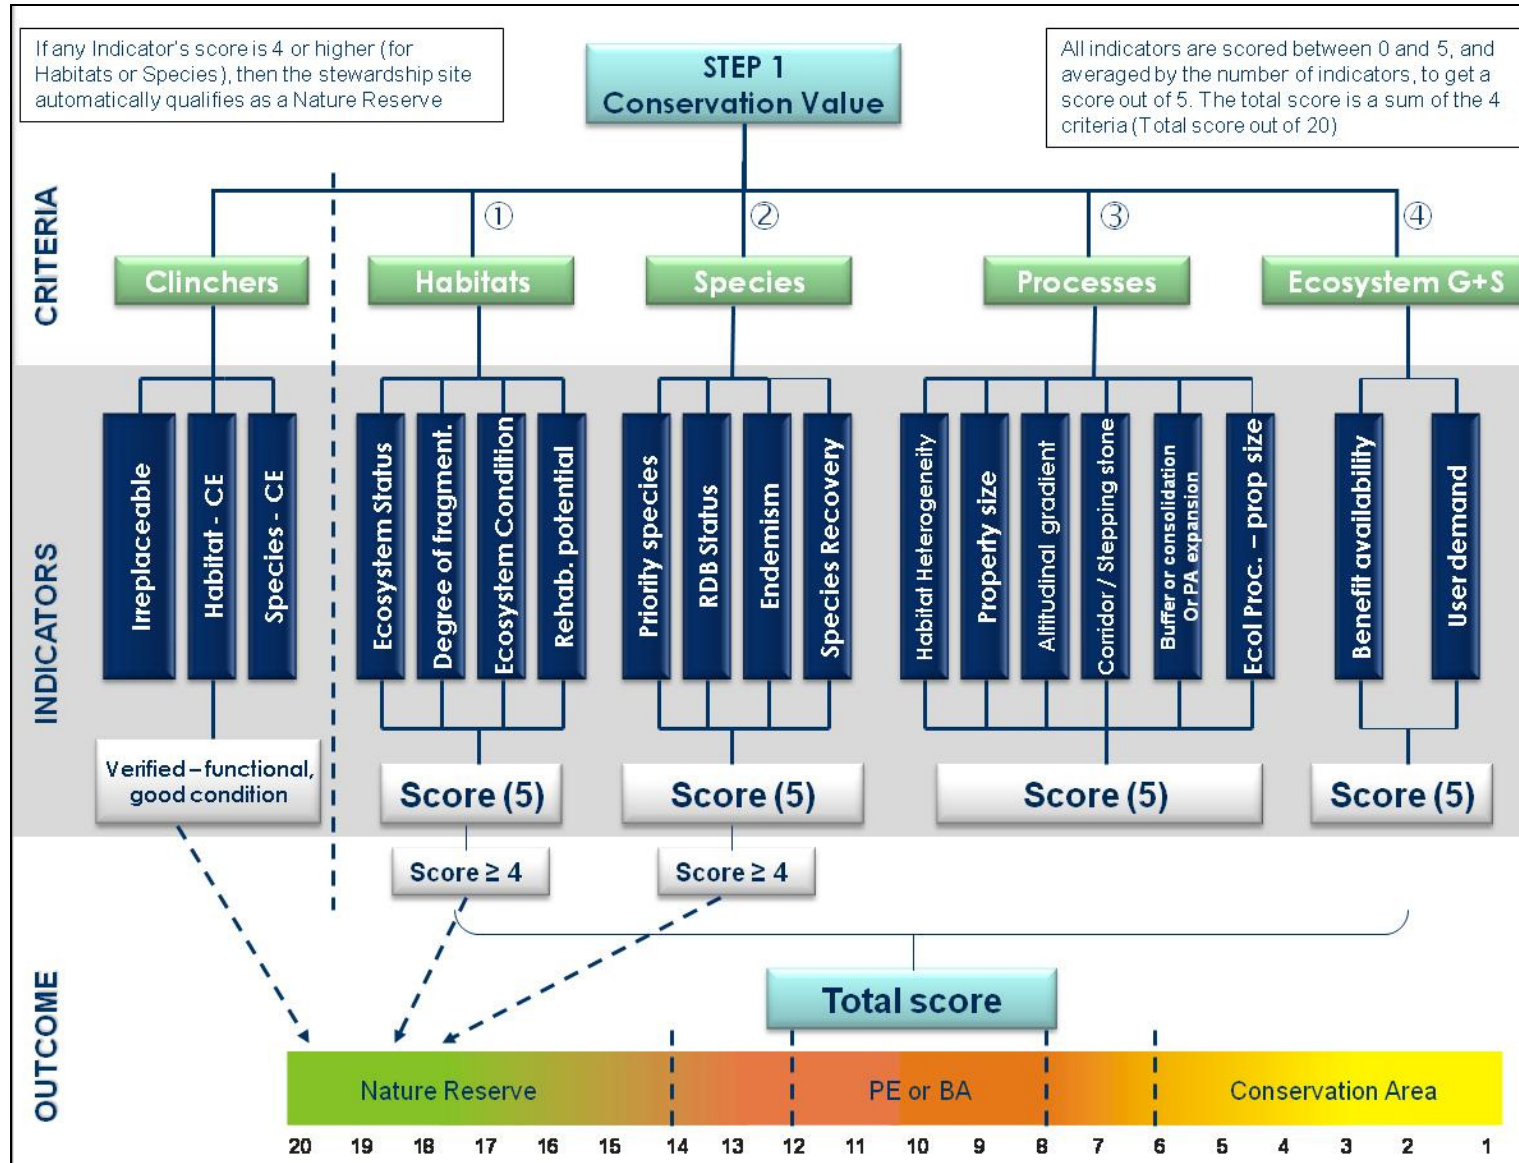 If any Indicator's score is 4 or higher (for
Habitats or Species), then the stewardship site
automatically qualifies as a Nature Reserve
STEP 1
Conservation Value
All indicators are scored between 0 and 5, and
averaged by the number of indicators, to get a
score out of 5. The total score is a sum of the 4
criteria (Total score out of 20)
CRITERIA
①
②
③
④
Clinchers
Habitats
Species
Processes
Ecosystem G+S
INDICATORS
Irreplaceable
Habitat - CE
Species - CE
Ecosystem Status
Degree of fragment.
Ecosystem Condition
Rehab. potential
Priority species
RDB Status
Endemism
Species Recovery
Habitat Heterogeneity
Property size
Altitudinal gradient
Corridor / Stepping stone
Buffer or consolidation
Or PA expansion
Ecol Proc. – prop size
Benefit availability
User demand
Verified – functional,
good condition
Score (5)
Score (5)
Score (5)
Score (5)
Score ≥ 4
Score ≥ 4
OUTCOME
Total score
Nature Reserve
PE or BA
Conservation Area
20 19 18 17 16 15 14 13 12 11 10 9 8 7 6 5 4 3 2 1